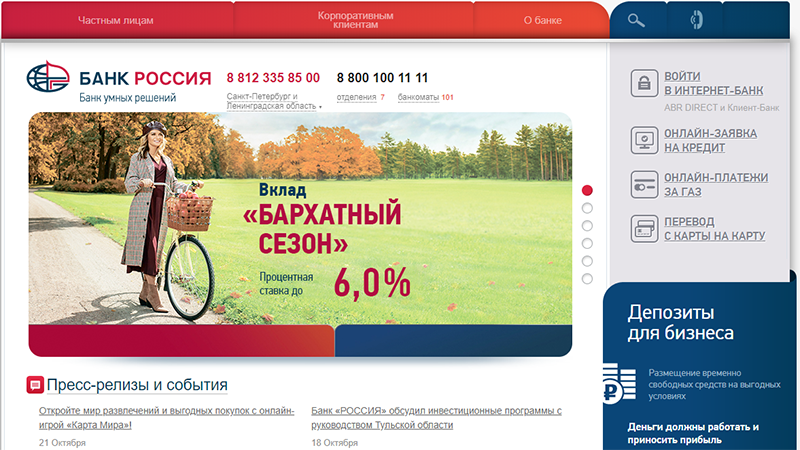 Частным лицам
Корпоративным
клиентам
О банке
БАНК РОССИЯ
Банк умных решений
8 812 335 85 00
Санкт-Петербург и
Ленинградская область
8 800 100 11 11
отделения 7 банкоматы 101
Вклад
«БАРХАТНЫЙ
СЕЗОН»
Процентная
ставка до
6,0%
ВОЙТИ
В ИНТЕРНЕТ-БАНК
ABR DIRECT и Клиент-Банк
ОНЛАЙН-ЗАЯВКА
НА КРЕДИТ
ОНЛАЙН-ПЛАТЕЖИ
ЗА ГАЗ
ПЕРЕВОД
С КАРТЫ НА КАРТУ
Депозиты
для бизнеса
Размещение временно
свободных средств на выгодных
условиях
Деньги должны работать и
приносить прибыль
Пресс-релизы и события
Откройте мир развлечений и выгодных покупок с онлайн-
игрой «Карта Мира»!
21 Октября
Банк «РОССИЯ» обсудил инвестиционные программы с
руководством Тульской области
18 Октября